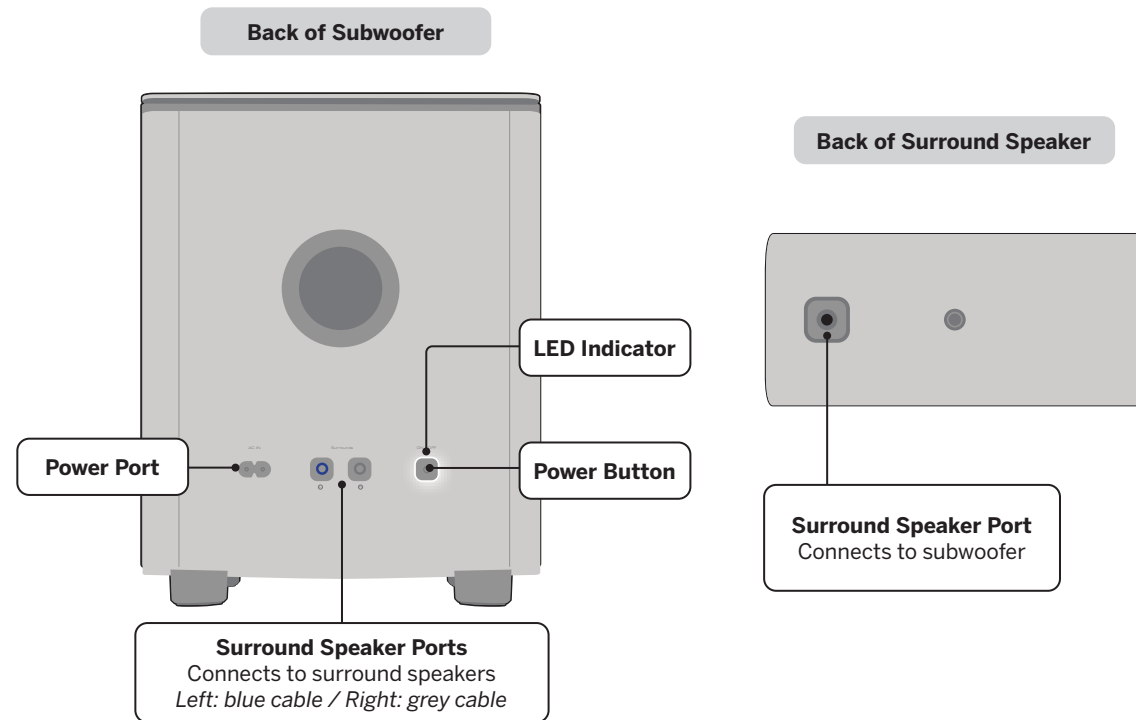 Back of Subwoofer
Back of Surround Speaker
LED Indicator
Power Port
Power Button
Surround Speaker Port
Connects to subwoofer
Surround Speaker Ports
Connects to surround speakers
Left: blue cable / Right: grey cable